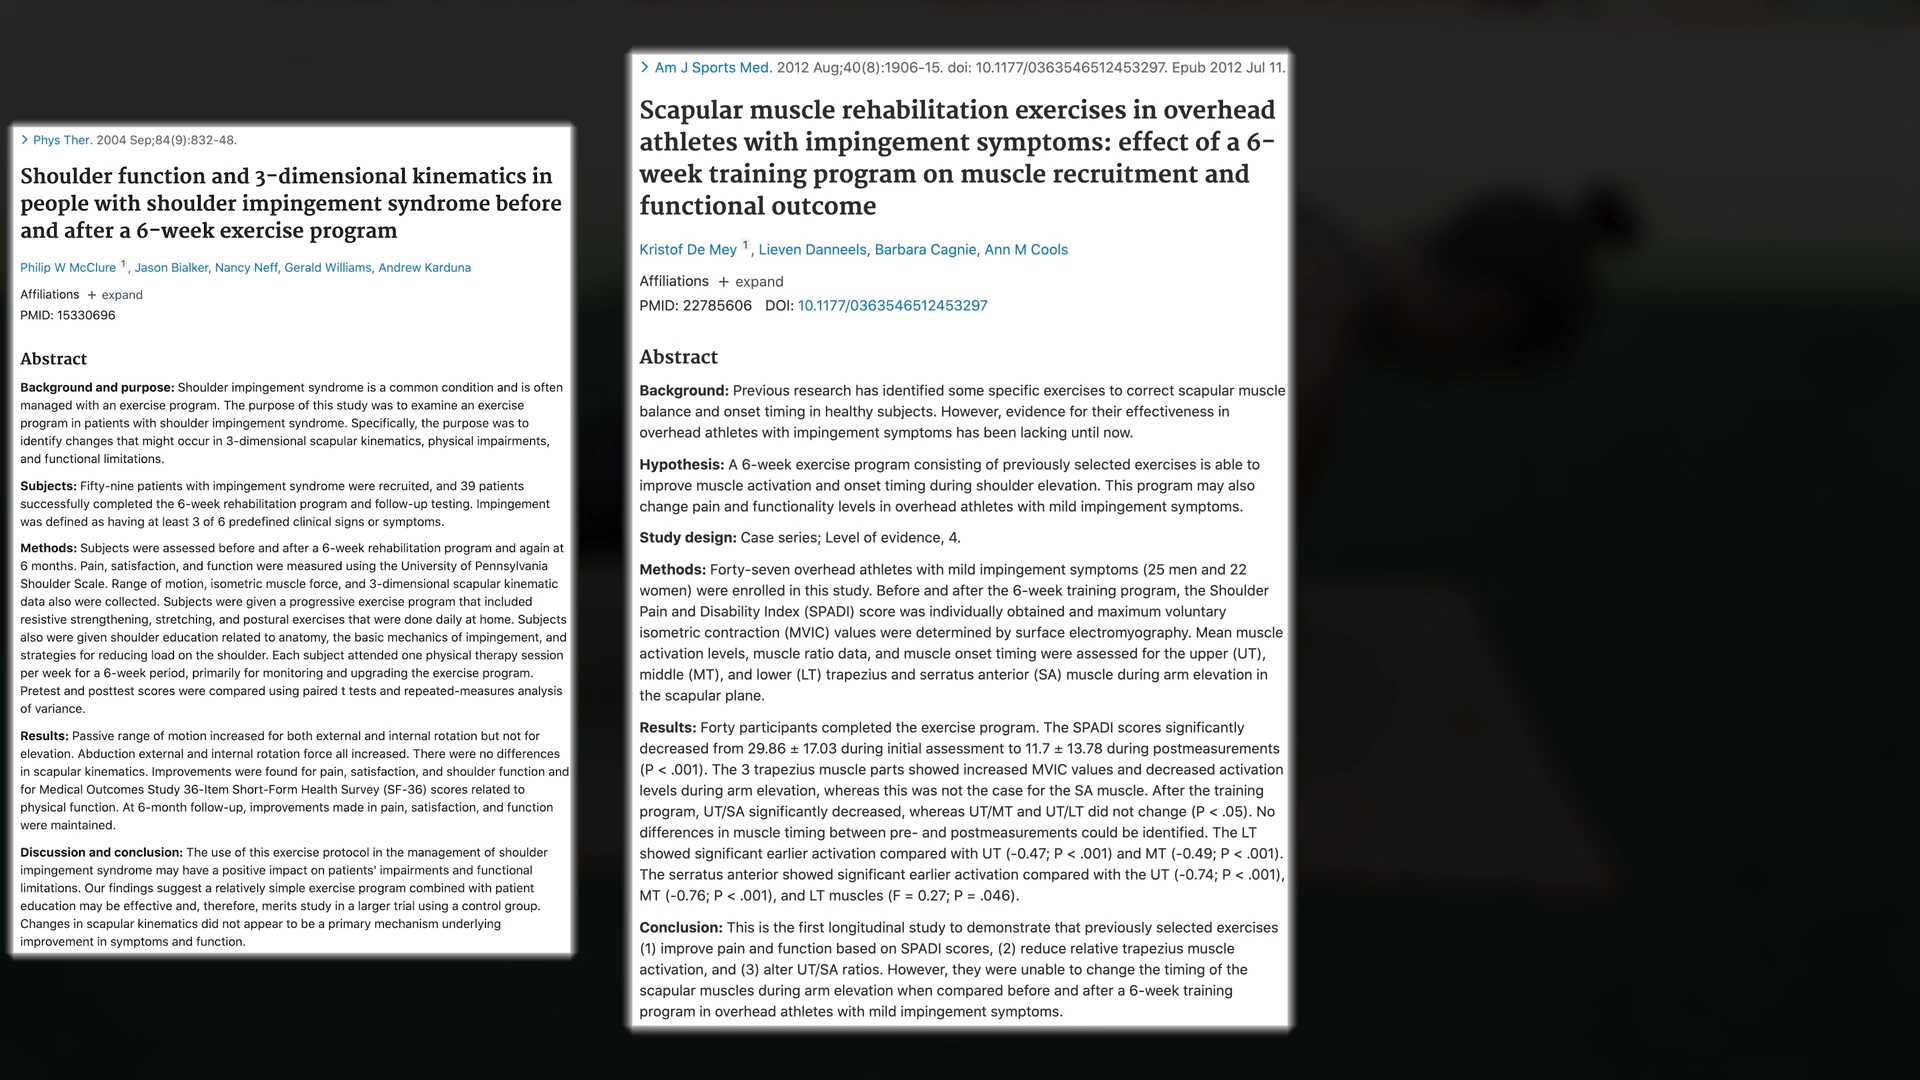 > Phys Ther. 2004 Sep;84(9):832-48.
Shoulder function and 3-dimensional kinematics in
people with shoulder impingement syndrome before
and after a 6-week exercise program
Philip W McClure 1, Jason Bialker, Nancy Neff, Gerald Williams, Andrew Karduna
Affiliations + expand
PMID: 15330696
Abstract
Background and purpose: Shoulder impingement syndrome is a common condition and is often
managed with an exercise program. The purpose of this study was to examine an exercise
program in patients with shoulder impingement syndrome. Specifically, the purpose was to
identify changes that might occur in 3-dimensional scapular kinematics, physical impairments,
and functional limitations.
Subjects: Fifty-nine patients with impingement syndrome were recruited, and 39 patients
successfully completed the 6-week rehabilitation program and follow-up testing. Impingement
was defined as having at least 3 of 6 predefined clinical signs or symptoms.
Methods: Subjects were assessed before and after a 6-week rehabilitation program and again at
6 months. Pain, satisfaction, and function were measured using the University of Pennsylvania
Shoulder Scale. Range of motion, isometric muscle force, and 3-dimensional scapular kinematic
data also were collected. Subjects were given a progressive exercise program that included
resistive strengthening, stretching, and postural exercises that were done daily at home. Subjects
also were given shoulder education related to anatomy, the basic mechanics of impingement, and
strategies for reducing load on the shoulder. Each subject attended one physical therapy session
per week for a 6-week period, primarily for monitoring and upgrading the exercise program.
Pretest and posttest scores were compared using paired t tests and repeated-measures analysis
of variance.
Results: Passive range of motion increased for both external and internal rotation but not for
elevation. Abduction external and internal rotation force all increased. There were no differences
in scapular kinematics. Improvements were found for pain, satisfaction, and shoulder function and
for Medical Outcomes Study 36-Item Short-Form Health Survey (SF-36) scores related to
physical function. At 6-month follow-up, improvements made in pain, satisfaction, and function
were maintained.
Discussion and conclusion: The use of this exercise protocol in the management of shoulder
impingement syndrome may have a positive impact on patients' impairments and functional
limitations. Our findings suggest a relatively simple exercise program combined with patient
education may be effective and, therefore, merits study in a larger trial using a control group.
Changes in scapular kinematics did not appear to be a primary mechanism underlying
improvement in symptoms and function.
> Am J Sports Med. 2012 Aug;40(8):1906-15. doi: 10.1177/0363546512453297. Epub 2012 Jul 11.
Scapular muscle rehabilitation exercises in overhead
athletes with impingement symptoms: effect of a 6-
week training program on muscle recruitment and
functional outcome
Kristof De Mey 1, Lieven Danneels, Barbara Cagnie, Ann M Cools
Affiliations + expand
PMID: 22785606 DOI: 10.1177/0363546512453297
Abstract
Background: Previous research has identified some specific exercises to correct scapular muscle
balance and onset timing in healthy subjects. However, evidence for their effectiveness in
overhead athletes with impingement symptoms has been lacking until now.
Hypothesis: A 6-week exercise program consisting of previously selected exercises is able to
improve muscle activation and onset timing during shoulder elevation. This program may also
change pain and functionality levels in overhead athletes with mild impingement symptoms.
Study design: Case series; Level of evidence, 4.
Methods: Forty-seven overhead athletes with mild impingement symptoms (25 men and 22
women) were enrolled in this study. Before and after the 6-week training program, the Shoulder
Pain and Disability Index (SPADI) score was individually obtained and maximum voluntary
isometric contraction (MVIC) values were determined by surface electromyography. Mean muscle
activation levels, muscle ratio data, and muscle onset timing were assessed for the upper (UT),
middle (MT), and lower (LT) trapezius and serratus anterior (SA) muscle during arm elevation in
the scapular plane.
Results: Forty participants completed the exercise program. The SPADI scores significantly
decreased from 29.86 ± 17.03 during initial assessment to 11.7 ± 13.78 during postmeasurements
(P < .001). The 3 trapezius muscle parts showed increased MVIC values and decreased activation
levels during arm elevation, whereas this was not the case for the SA muscle. After the training
program, UT/SA significantly decreased, whereas UT/MT and UT/LT did not change (P < .05). No
differences in muscle timing between pre- and postmeasurements could be identified. The LT
showed significant earlier activation compared with UT (-0.47; P < .001) and MT (-0.49; P < .001).
The serratus anterior showed significant earlier activation compared with the UT (-0.74; P < .001),
MT (-0.76; P < .001), and LT muscles (F = 0.27; P = .046).
Conclusion: This is the first longitudinal study to demonstrate that previously selected exercises
(1) improve pain and function based on SPADI scores, (2) reduce relative trapezius muscle
activation, and (3) alter UT/SA ratios. However, they were unable to change the timing of the
scapular muscles during arm elevation when compared before and after a 6-week training
program in overhead athletes with mild impingement symptoms.